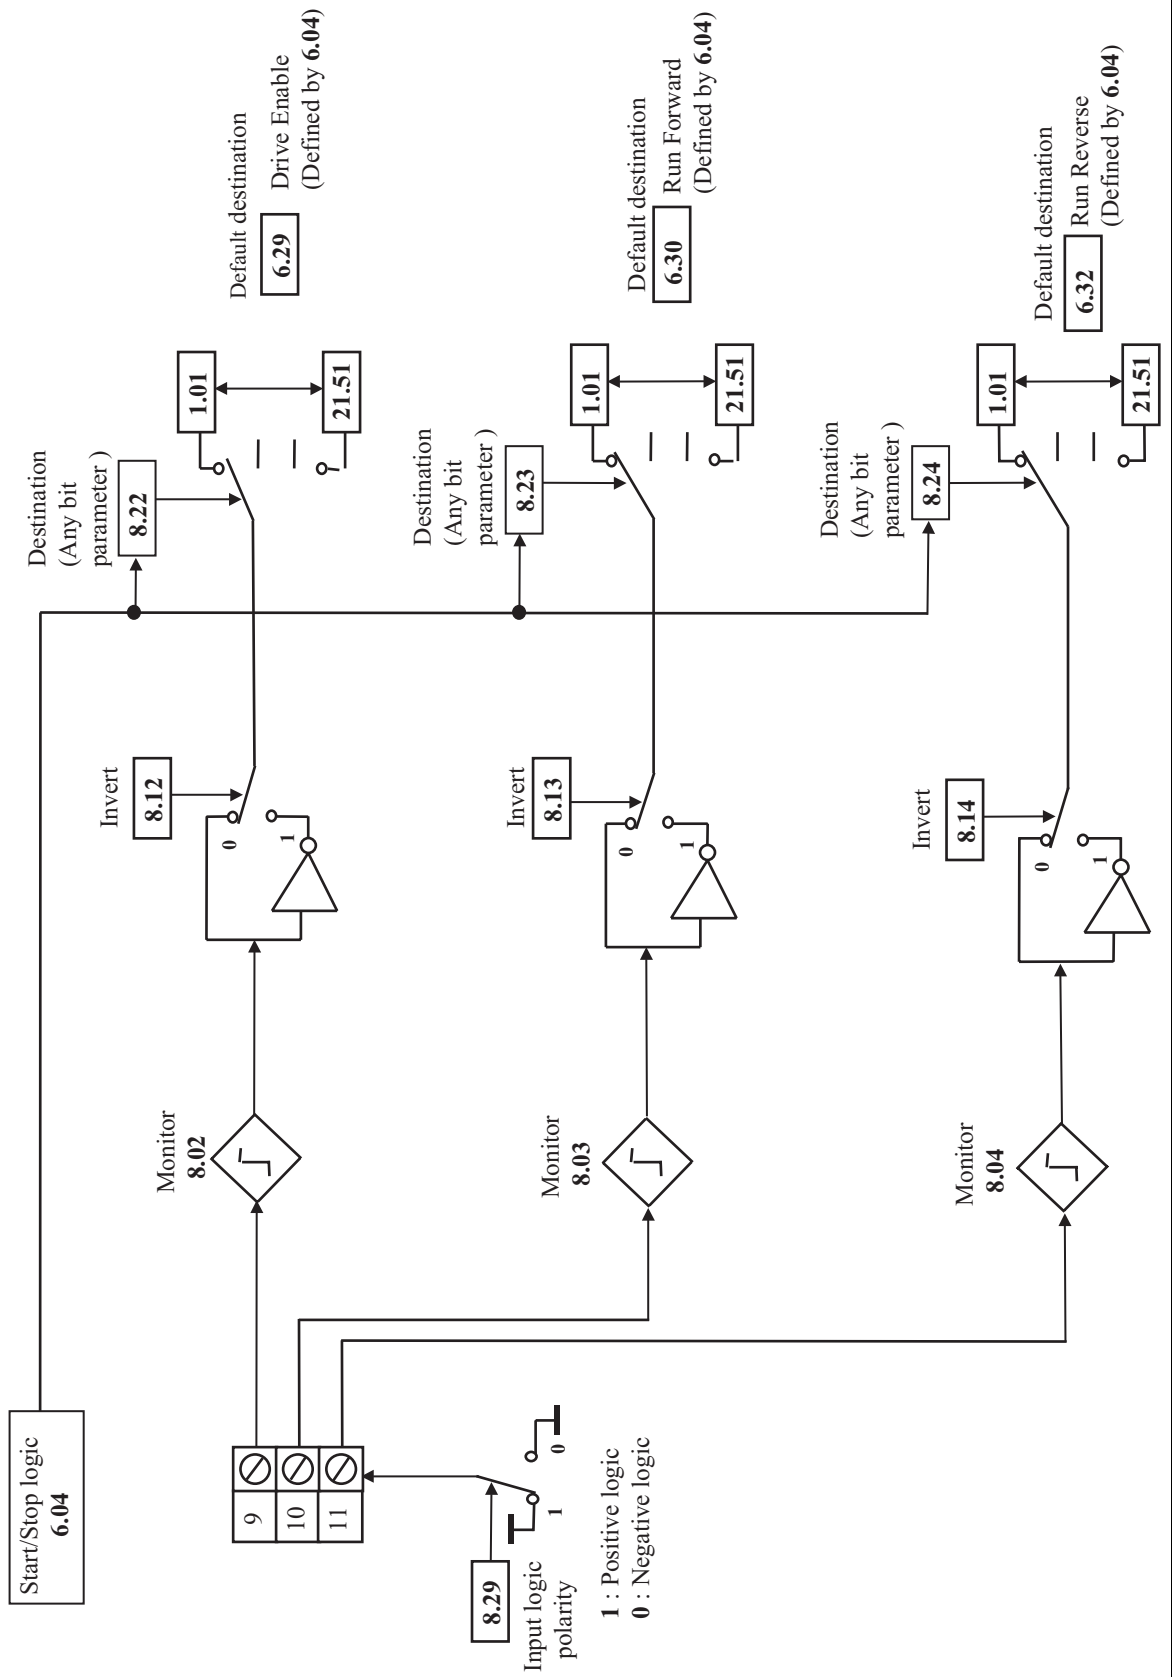 Start/Stop logic
6.04
9
10
11
8.29
Input logic
polarity
1
0
1 : Positive logic
0 : Negative logic
Monitor
8.02
Invert
8.12
0
1
Destination
(Any bit
parameter )
8.22
1.01
21.51
Default destination
6.29
Drive Enable
(Defined by 6.04)
Monitor
8.03
Invert
8.13
0
1
Destination
(Any bit
parameter )
8.23
1.01
21.51
Default destination
6.30
Run Forward
(Defined by 6.04)
Monitor
8.04
Invert
8.14
0
1
Destination
(Any bit
parameter )
8.24
1.01
21.51
Default destination
6.32
Run Reverse
(Defined by 6.04)